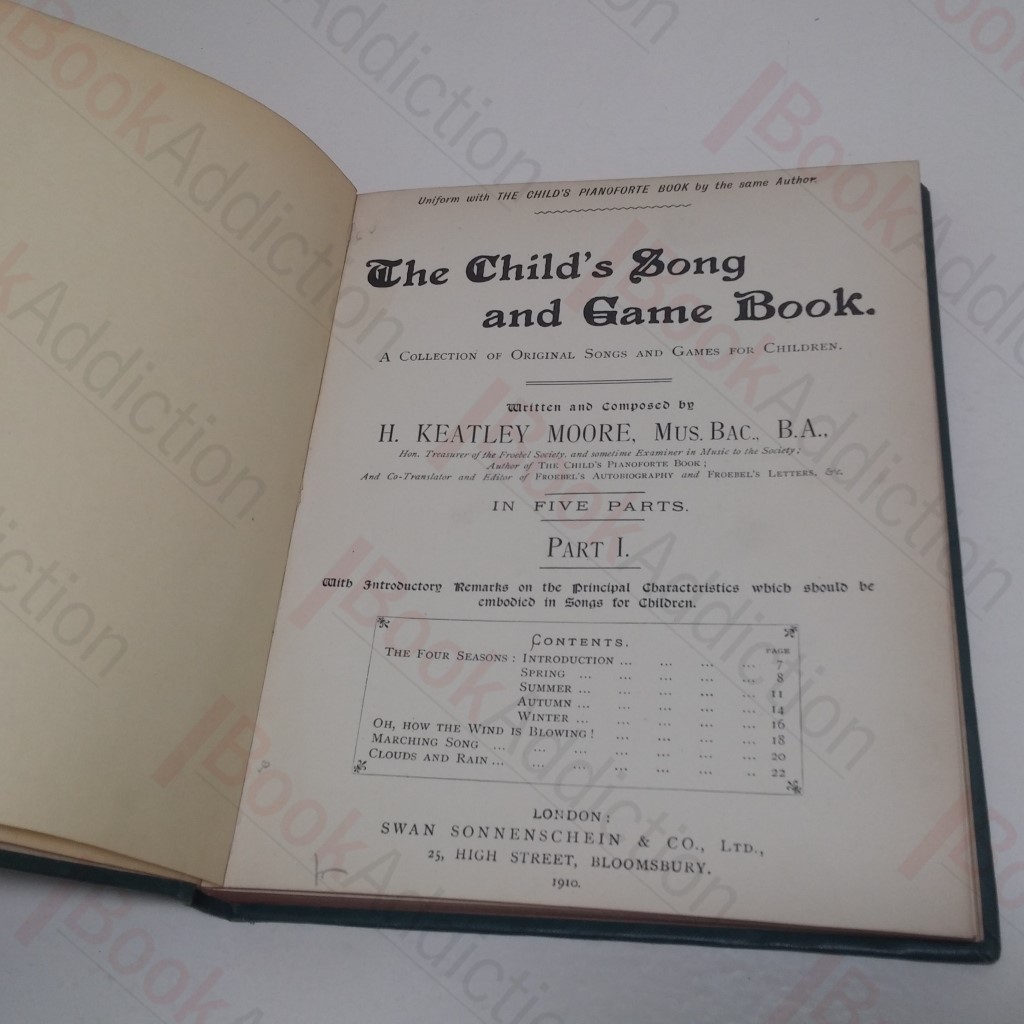 Uniform with THE CHILD'S PIANOFORTE BOOK by the same Author.
The Child's Song
and Game Book.
A Collection of Original Songs and Games for Children.
Written and Composed by
H. KEATLEY MOORE, Mus. Bac., B.A.,
Hon. Treasurer of the Froebel Society, and sometime Examiner in Music to the Society;
Author of The Child's Pianoforte Book;
And Co-Translator and Editor of Froebel's Autobiography and Froebel's Letters, &c.
IN FIVE PARTS.
Part I.
With Introductory Remarks on the Principal Characteristics which should be
embodied in Songs for Children.
Contents.
PAGE
The Four Seasons: Introduction ... ... ... ... 7
Spring ... ... ... ... 8
Summer ... ... ... ... 11
Autumn ... ... ... ... 14
Winter ... ... ... ... 16
Oh, how the Wind is Blowing! ... ... ... 18
Marching Song ... ... ... ... ... ... 20
Clouds and Rain ... ... ... ... ... .. 22
LONDON:
SWAN SONNENSCHEIN & CO., Ltd.,
25, HIGH STREET, BLOOMSBURY.
1910.
BookAddiction